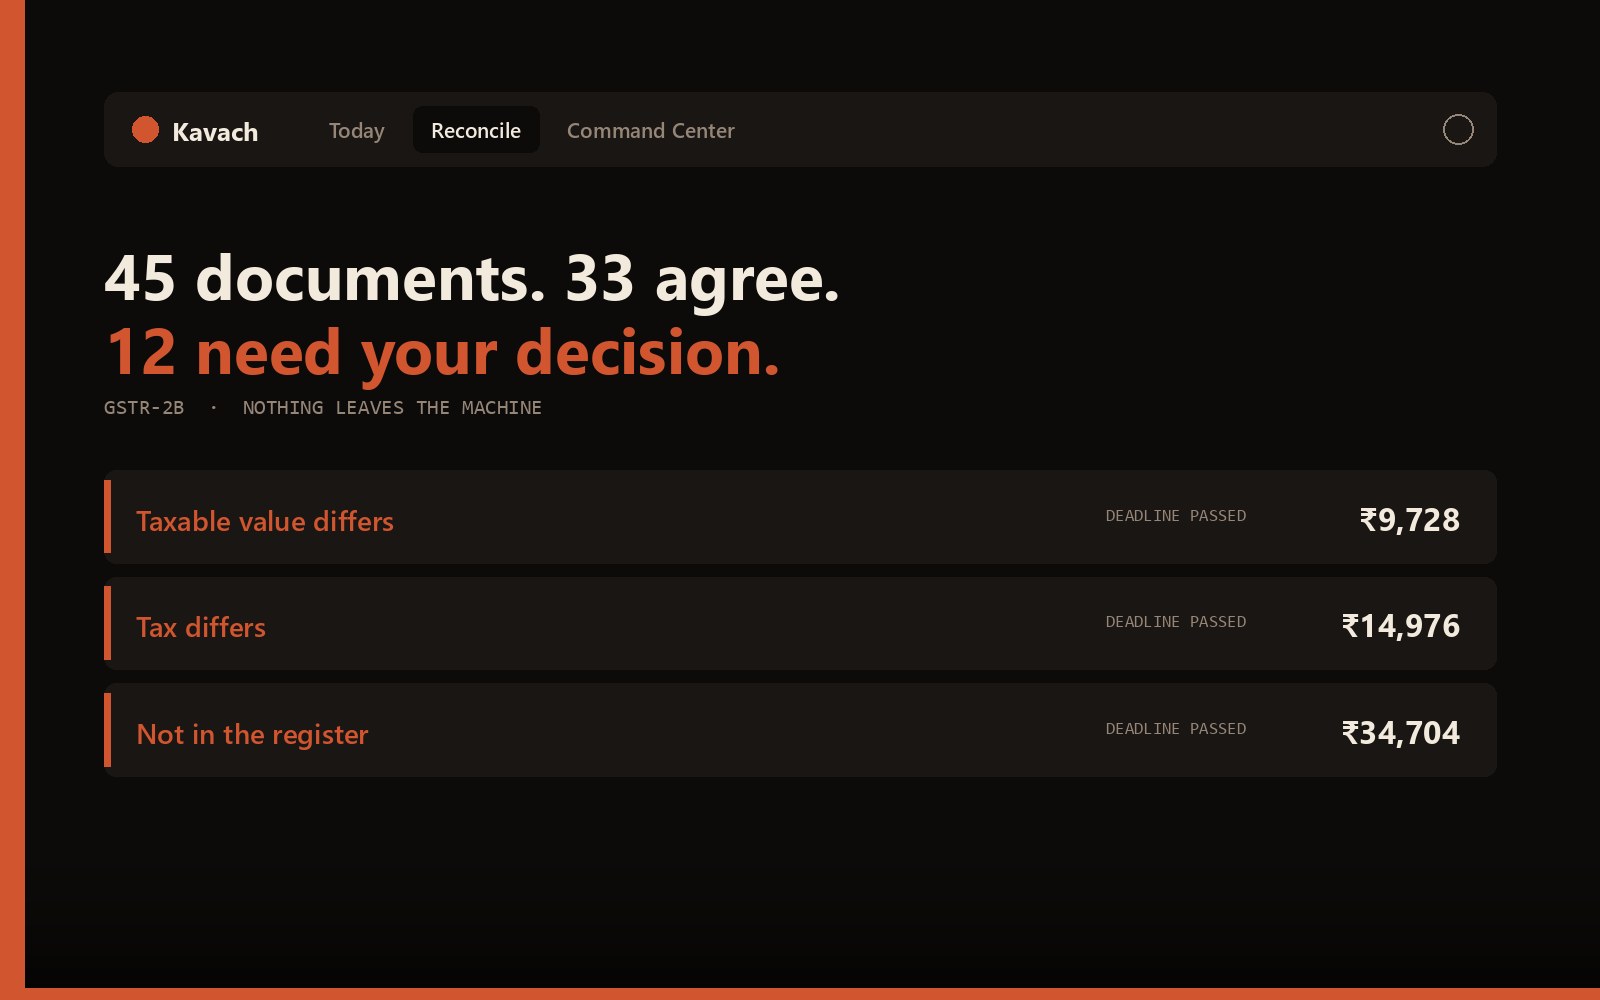 Kavach Today Reconcile Command Center
45 documents. 33 agree.
12 need your decision.
GSTR-2B · NOTHING LEAVES THE MACHINE
Taxable value differs DEADLINE PASSED ₹9,728
Tax differs DEADLINE PASSED ₹14,976
Not in the register DEADLINE PASSED ₹34,704